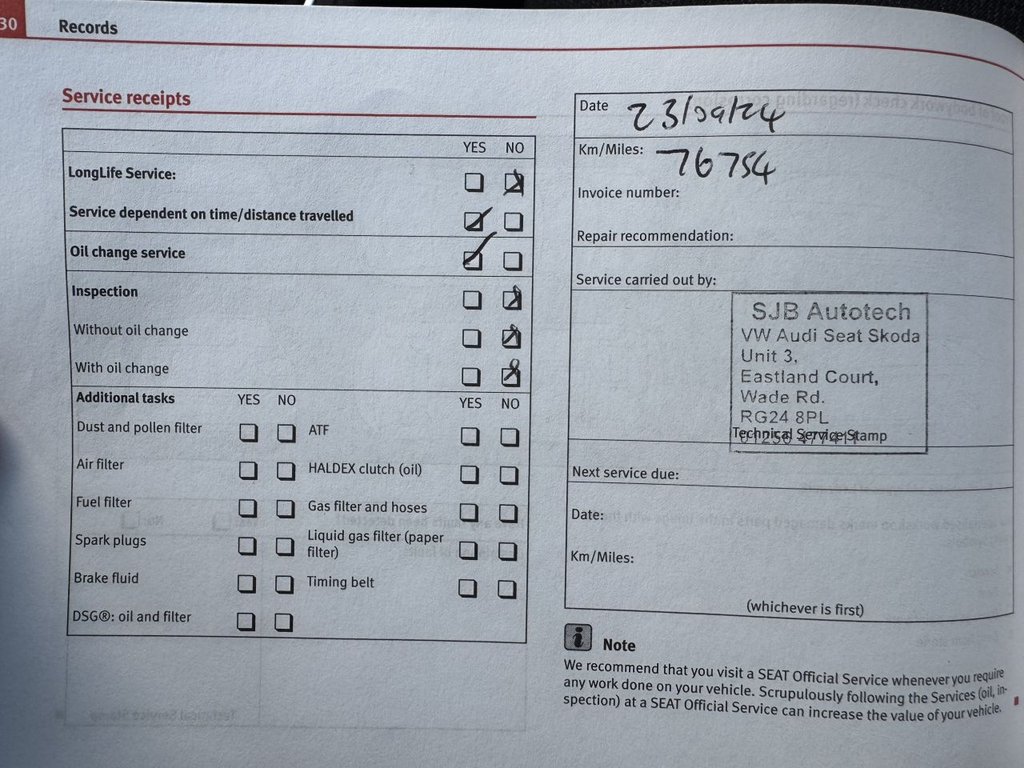 30
Records
Service receipts
YES NO
LongLife Service:
Service dependent on time/distance travelled
Oil change service
Inspection
Without oil change
With oil change
Additional tasks YES NO YES NO
Dust and pollen filter ATF
Air filter HALDEX clutch (oil)
Fuel filter Gas filter and hoses
Spark plugs Liquid gas filter (paper
filter)
Brake fluid Timing belt
DSG®: oil and filter
Date 23/09/24
Km/Miles: 76754
Invoice number:
Repair recommendation:
Service carried out by:
SJB Autotech
VW Audi Seat Skoda
Unit 3,
Eastland Court,
Wade Rd.
RG24 8PL
Technical Service Stamp
Next service due:
Date:
Km/Miles:
(whichever is first)
i Note
We recommend that you visit a SEAT Official Service whenever you require
any work done on your vehicle. Scrupulously following the Services (oil, in-
spection) at a SEAT Official Service can increase the value of your vehicle.